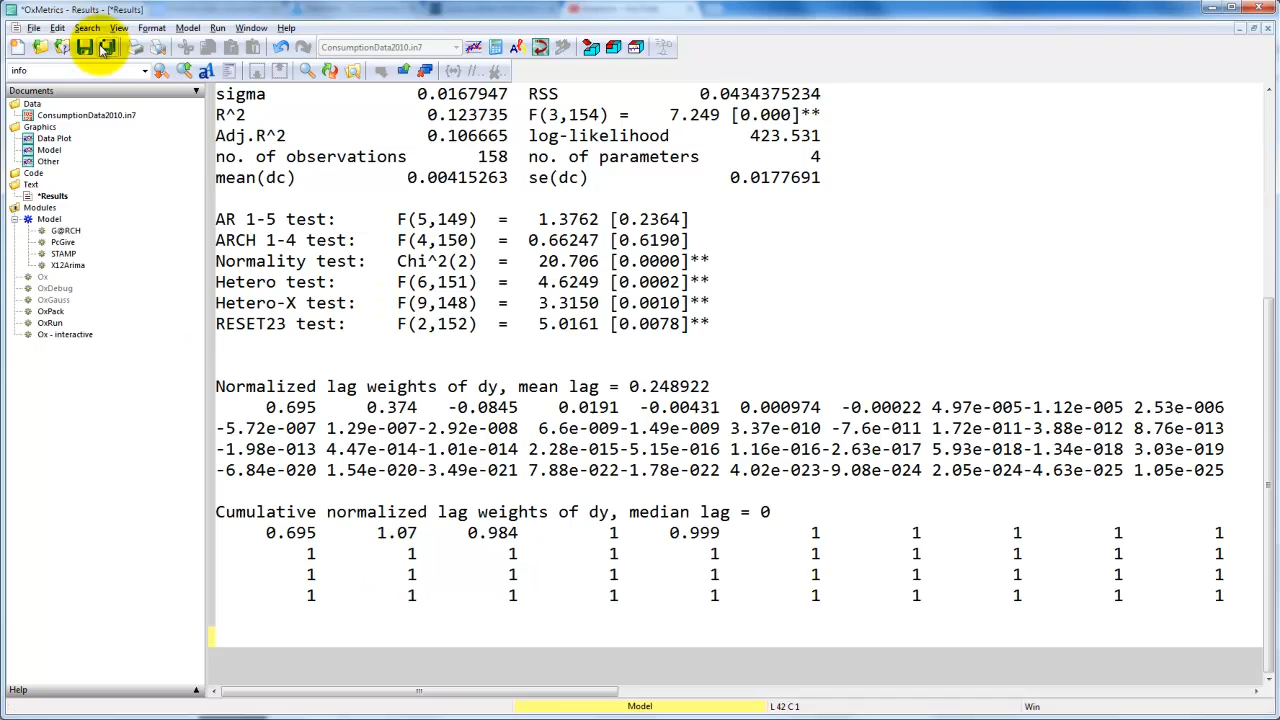 *OxMetrics - Results - [*Results]
File Edit Search View Format Model Run Window Help
ConsumptionData2010.in7
info
Documents
Data
ConsumptionData2010.in7
Graphics
Data Plot
Model
Other
Code
Text
*Results
Modules
Model
G@RCH
PcGive
STAMP
X12Arima
Ox
OxDebug
OxGauss
OxPack
OxRun
Ox - interactive
Help
sigma 0.0167947 RSS 0.0434375234
R^2 0.123735 F(3,154) = 7.249 [0.000]**
Adj.R^2 0.106665 log-likelihood 423.531
no. of observations 158 no. of parameters 4
mean(dc) 0.00415263 se(dc) 0.0177691
AR 1-5 test: F(5,149) = 1.3762 [0.2364]
ARCH 1-4 test: F(4,150) = 0.66247 [0.6190]
Normality test: Chi^2(2) = 20.706 [0.0000]**
Hetero test: F(6,151) = 4.6249 [0.0002]**
Hetero-X test: F(9,148) = 3.3150 [0.0010]**
RESET23 test: F(2,152) = 5.0161 [0.0078]**
Normalized lag weights of dy, mean lag = 0.248922
0.695 0.374 -0.0845 0.0191 -0.00431 0.000974 -0.00022 4.97e-005-1.12e-005 2.53e-006
-5.72e-007 1.29e-007-2.92e-008 6.6e-009-1.49e-009 3.37e-010 -7.6e-011 1.72e-011-3.88e-012 8.76e-013
-1.98e-013 4.47e-014-1.01e-014 2.28e-015-5.15e-016 1.16e-016-2.63e-017 5.93e-018-1.34e-018 3.03e-019
-6.84e-020 1.54e-020-3.49e-021 7.88e-022-1.78e-022 4.02e-023-9.08e-024 2.05e-024-4.63e-025 1.05e-025
Cumulative normalized lag weights of dy, median lag = 0
0.695 1.07 0.984 1 0.999 1 1 1 1 1
1 1 1 1 1 1 1 1 1 1
1 1 1 1 1 1 1 1 1 1
1 1 1 1 1 1 1 1 1 1
Model L 42 C 1 Win